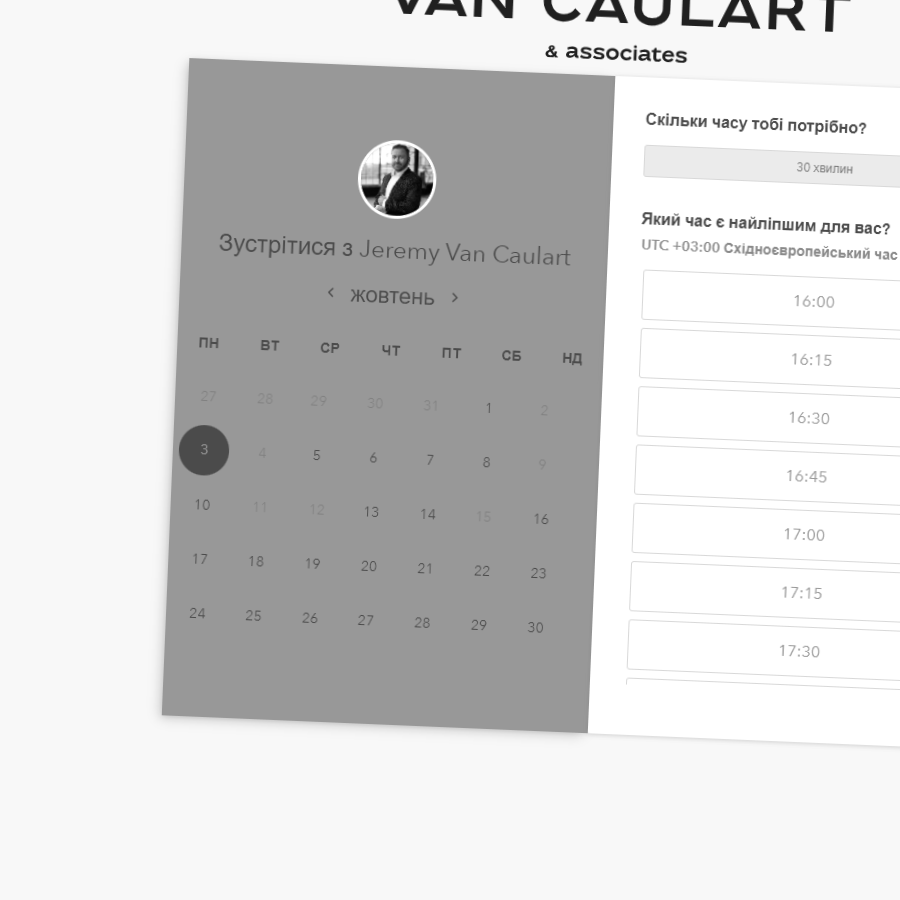 VAN CAULART
& associates
Зустрітися з Jeremy Van Caulart
‹ жовтень ›
ПН ВТ СР ЧТ ПТ СБ НД
27 28 29 30 31 1 2
3 4 5 6 7 8 9
10 11 12 13 14 15 16
17 18 19 20 21 22 23
24 25 26 27 28 29 30
Скільки часу тобі потрібно?
30 хвилин
Який час є найліпшим для вас?
UTC +03:00 Східноєвропейський час
16:00
16:15
16:30
16:45
17:00
17:15
17:30